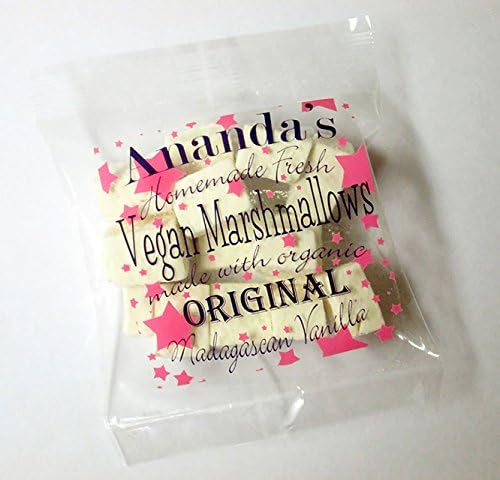 Ananda's
Homemade Fresh
Vegan Marshmallows
made with organic
ORIGINAL
Madagascan Vanilla